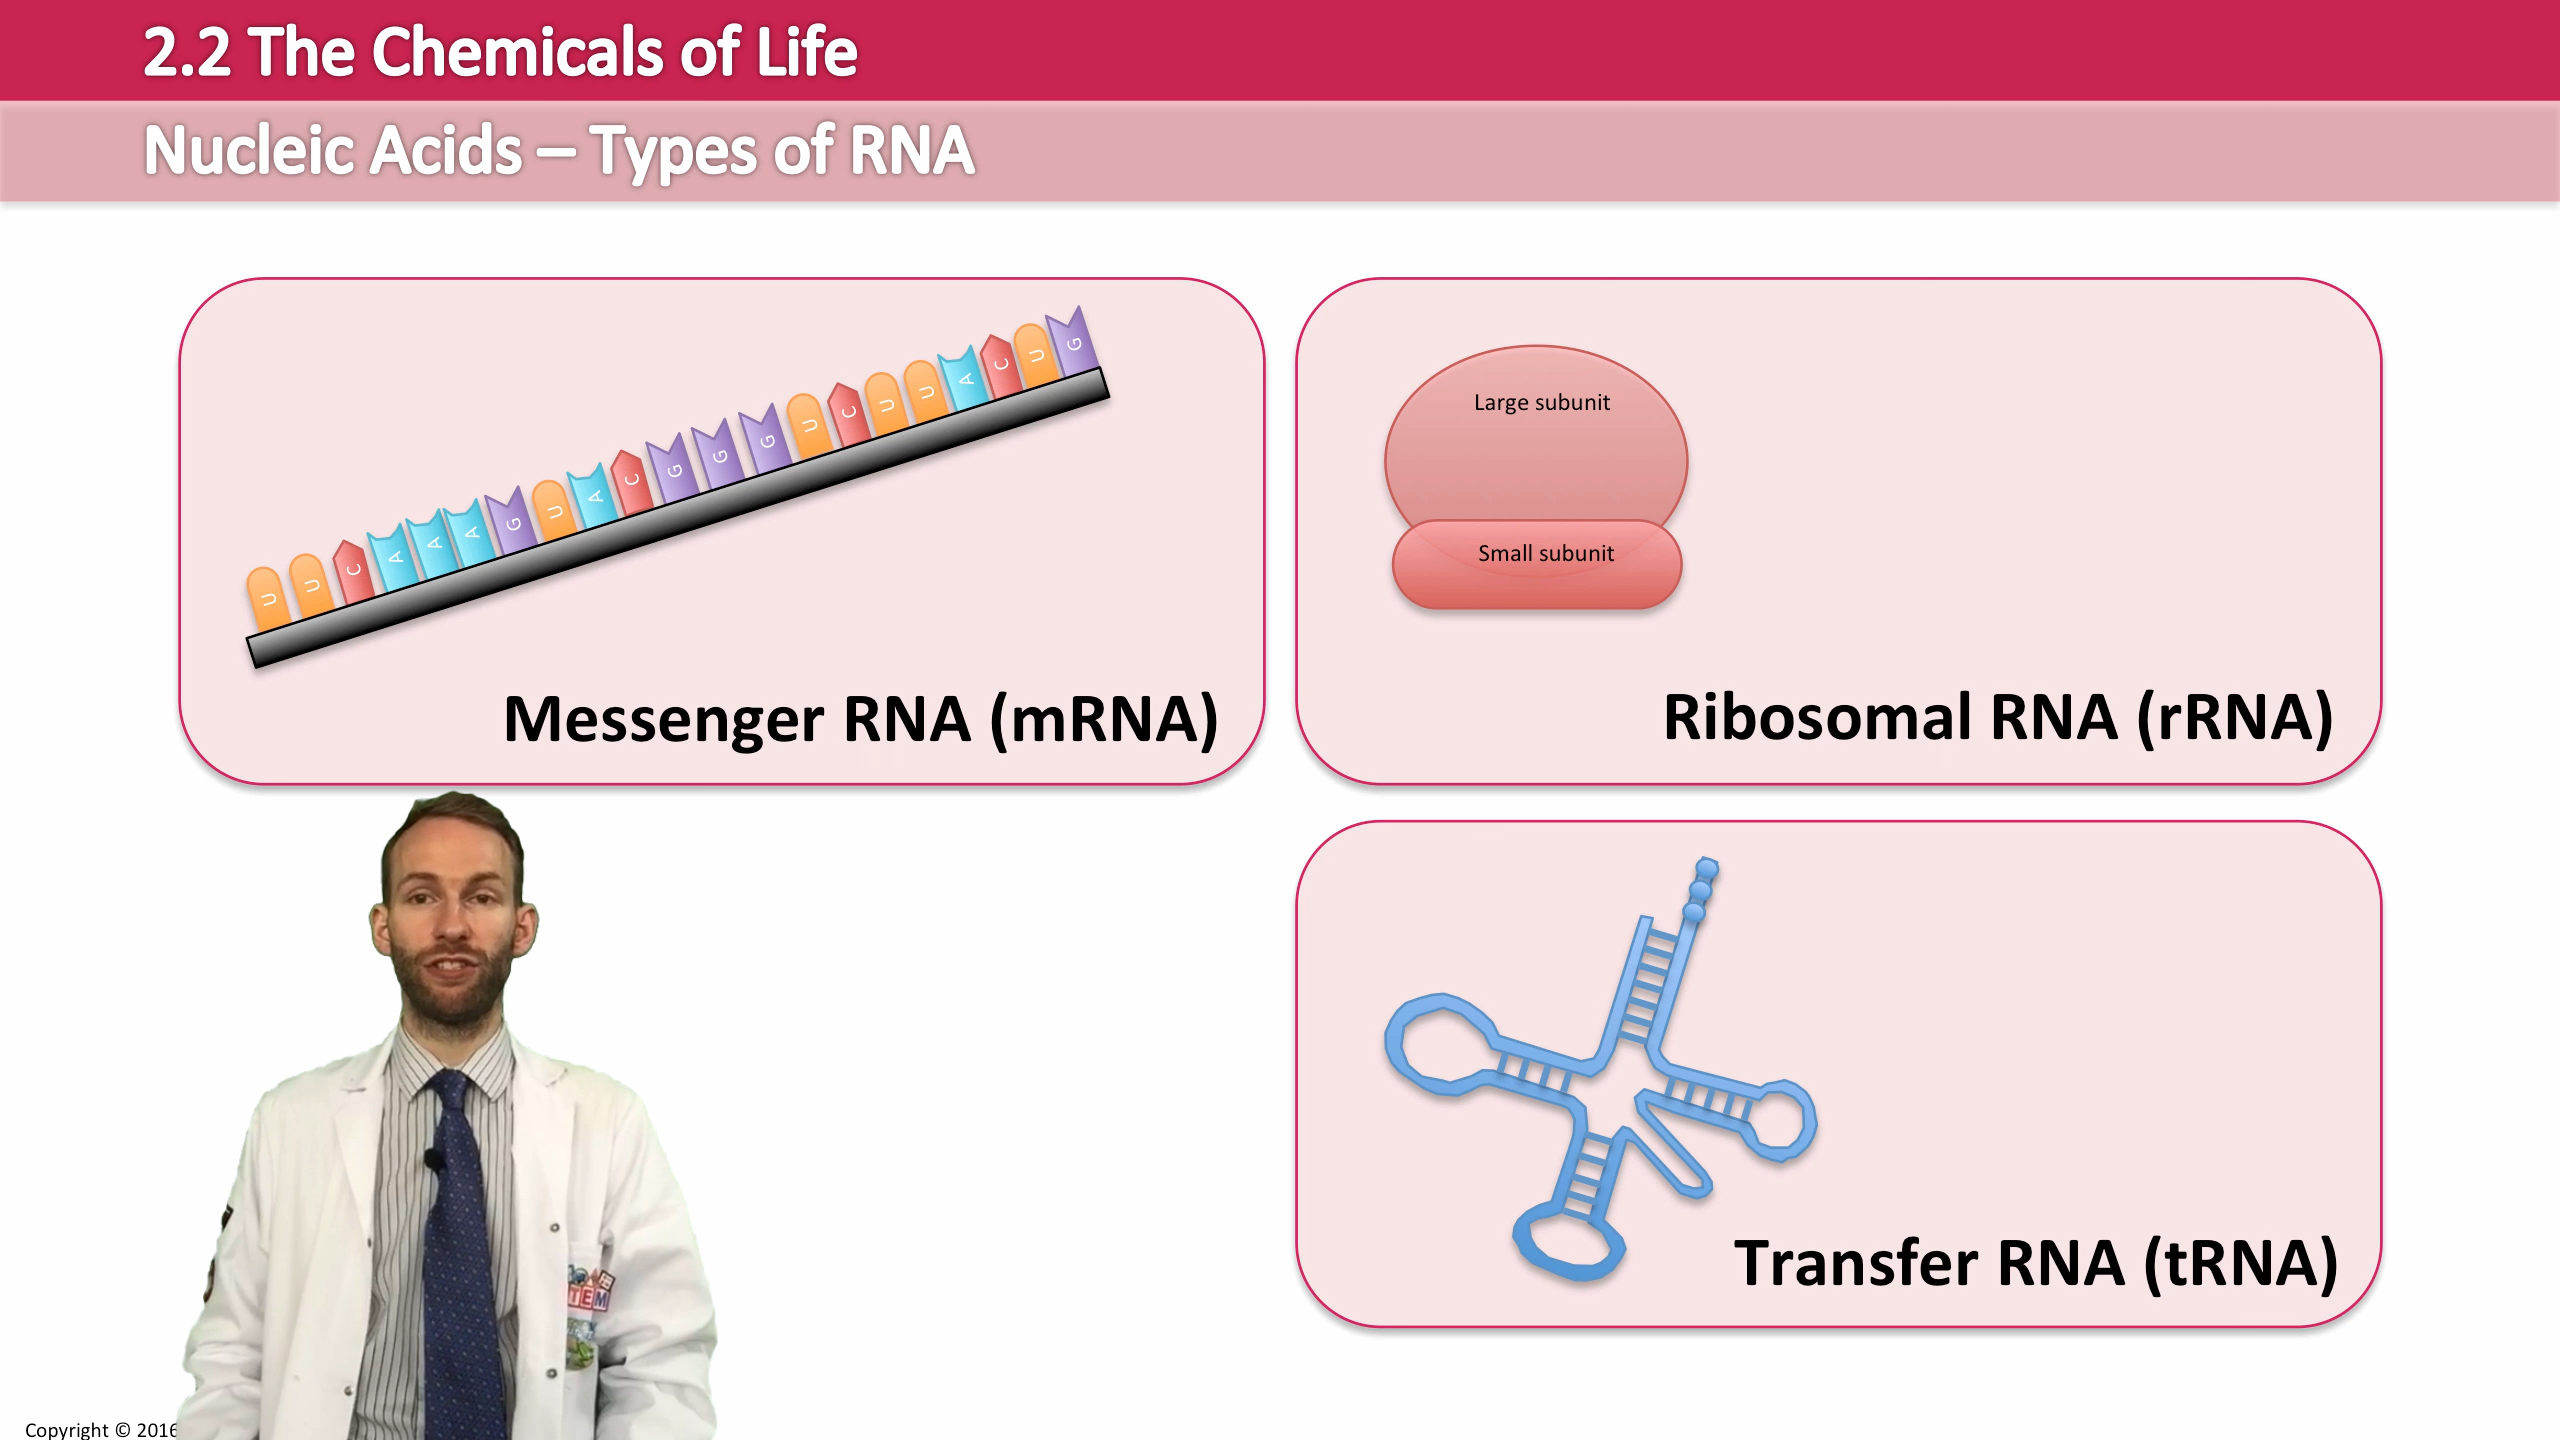 2.2 The Chemicals of Life
Nucleic Acids – Types of RNA
U U C A A A G U A C G G G U C U U A C U G
Messenger RNA (mRNA)
Large subunit
Small subunit
Ribosomal RNA (rRNA)
Transfer RNA (tRNA)
TEM
Copyright © 2016